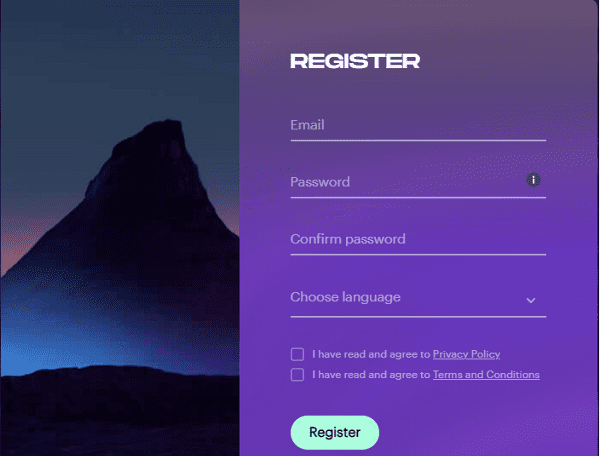 REGISTER
Email
Password
i
Confirm password
Choose language
I have read and agree to Privacy Policy
I have read and agree to Terms and Conditions
Register